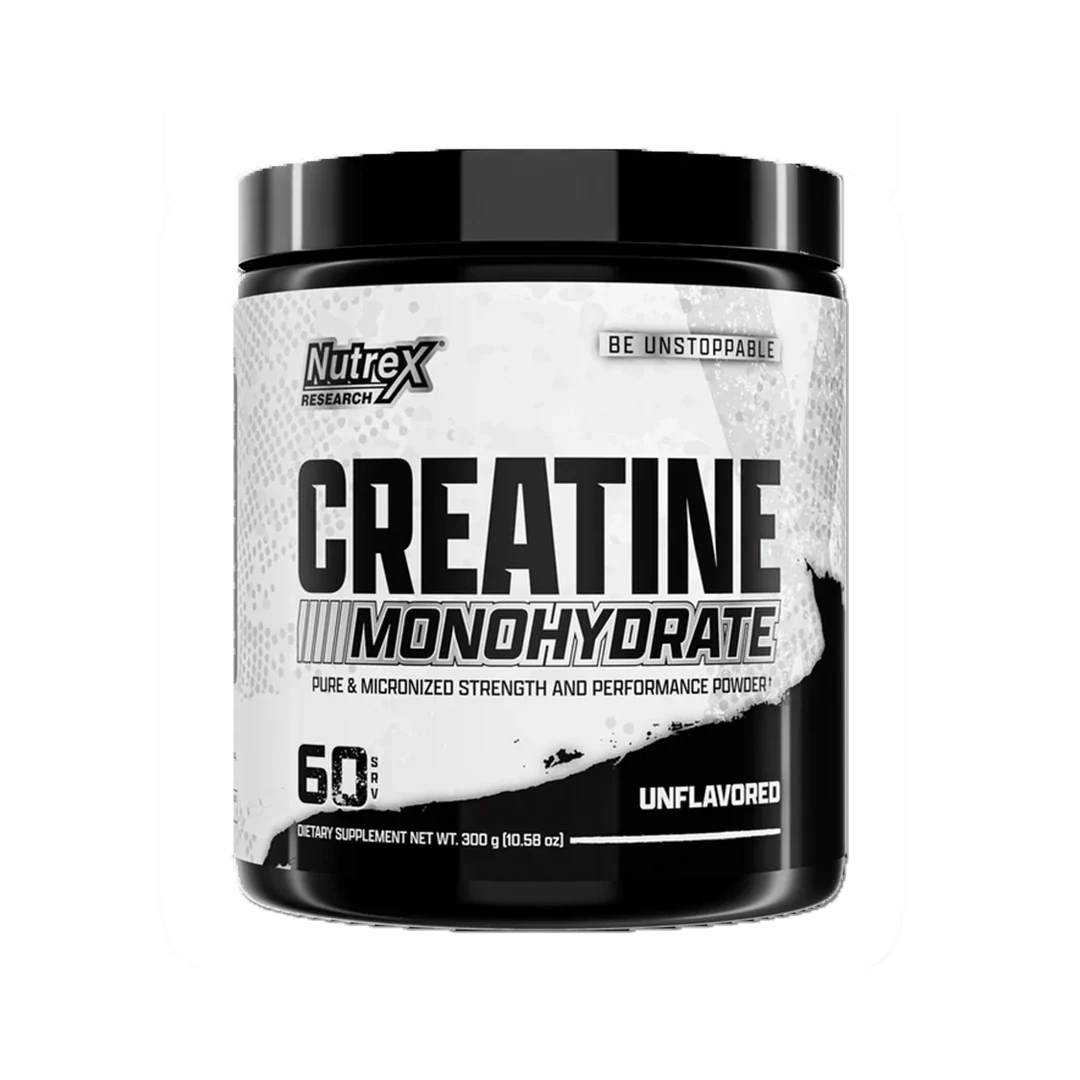 Nutrex®
RESEARCH
BE UNSTOPPABLE
CREATINE
MONOHYDRATE
PURE & MICRONIZED STRENGTH AND PERFORMANCE POWDER†
60 SRV
UNFLAVORED
DIETARY SUPPLEMENT NET WT. 300 g (10.58 oz)